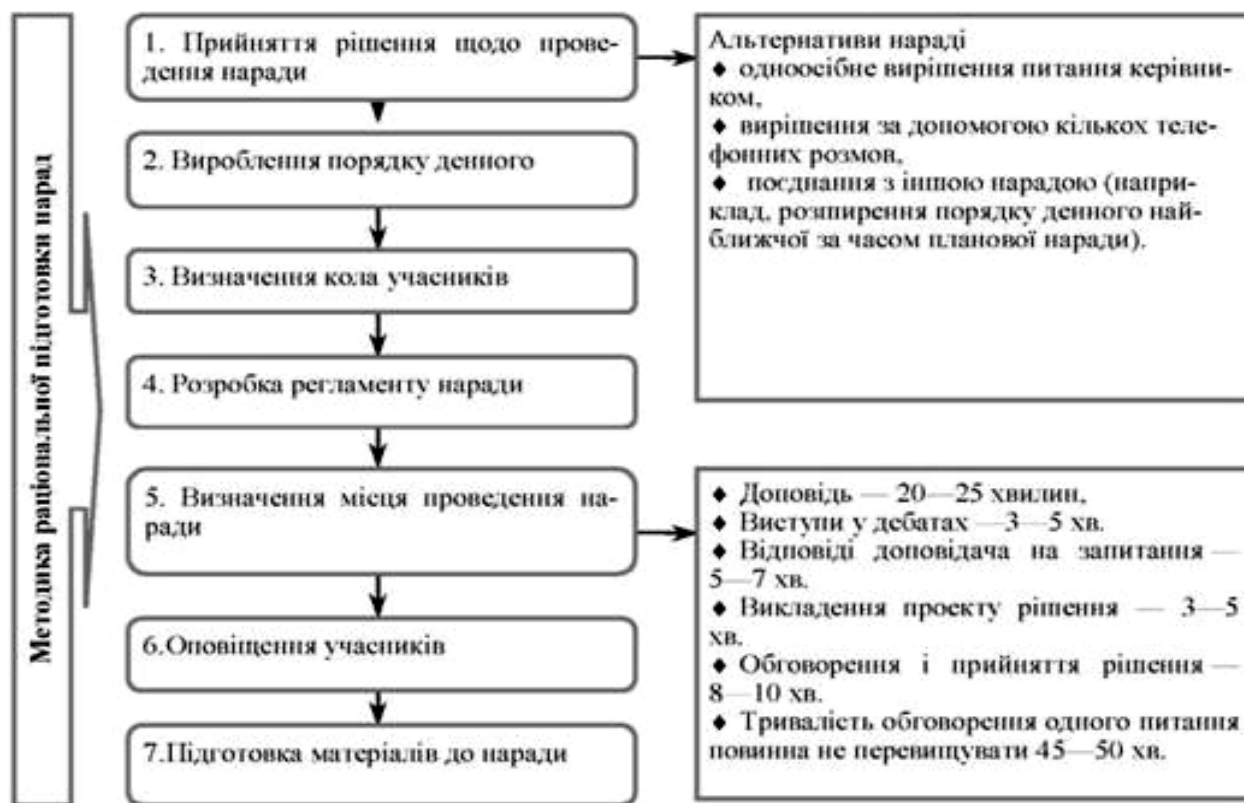 Методика раціональної підготовки нарад
1. Прийняття рішення щодо прове-
дення наради
2. Вироблення порядку денного
3. Визначення кола учасників
4. Розробка регламенту наради
5. Визначення місця проведення на-
ради
6.Оповіщення учасників
7.Підготовка матеріалів до наради
Альтернативи нараді
♦ одноосібне вирішення питання керівни-
ком,
♦ вирішення за допомогою кількох теле-
фонних розмов,
♦ поєднання з іншою нарадою (напри-
клад, розширення порядку денного най-
ближчої за часом планової наради).
♦ Доповідь — 20—25 хвилин,
♦ Виступи у дебатах —3—5 хв.
♦ Відповіді доповідача на запитання —
5—7 хв.
♦ Викладення проекту рішення — 3—5
хв.
♦ Обговорення і прийняття рішення —
8—10 хв.
♦ Тривалість обговорення одного питання
повинна не перевищувати 45—50 хв.